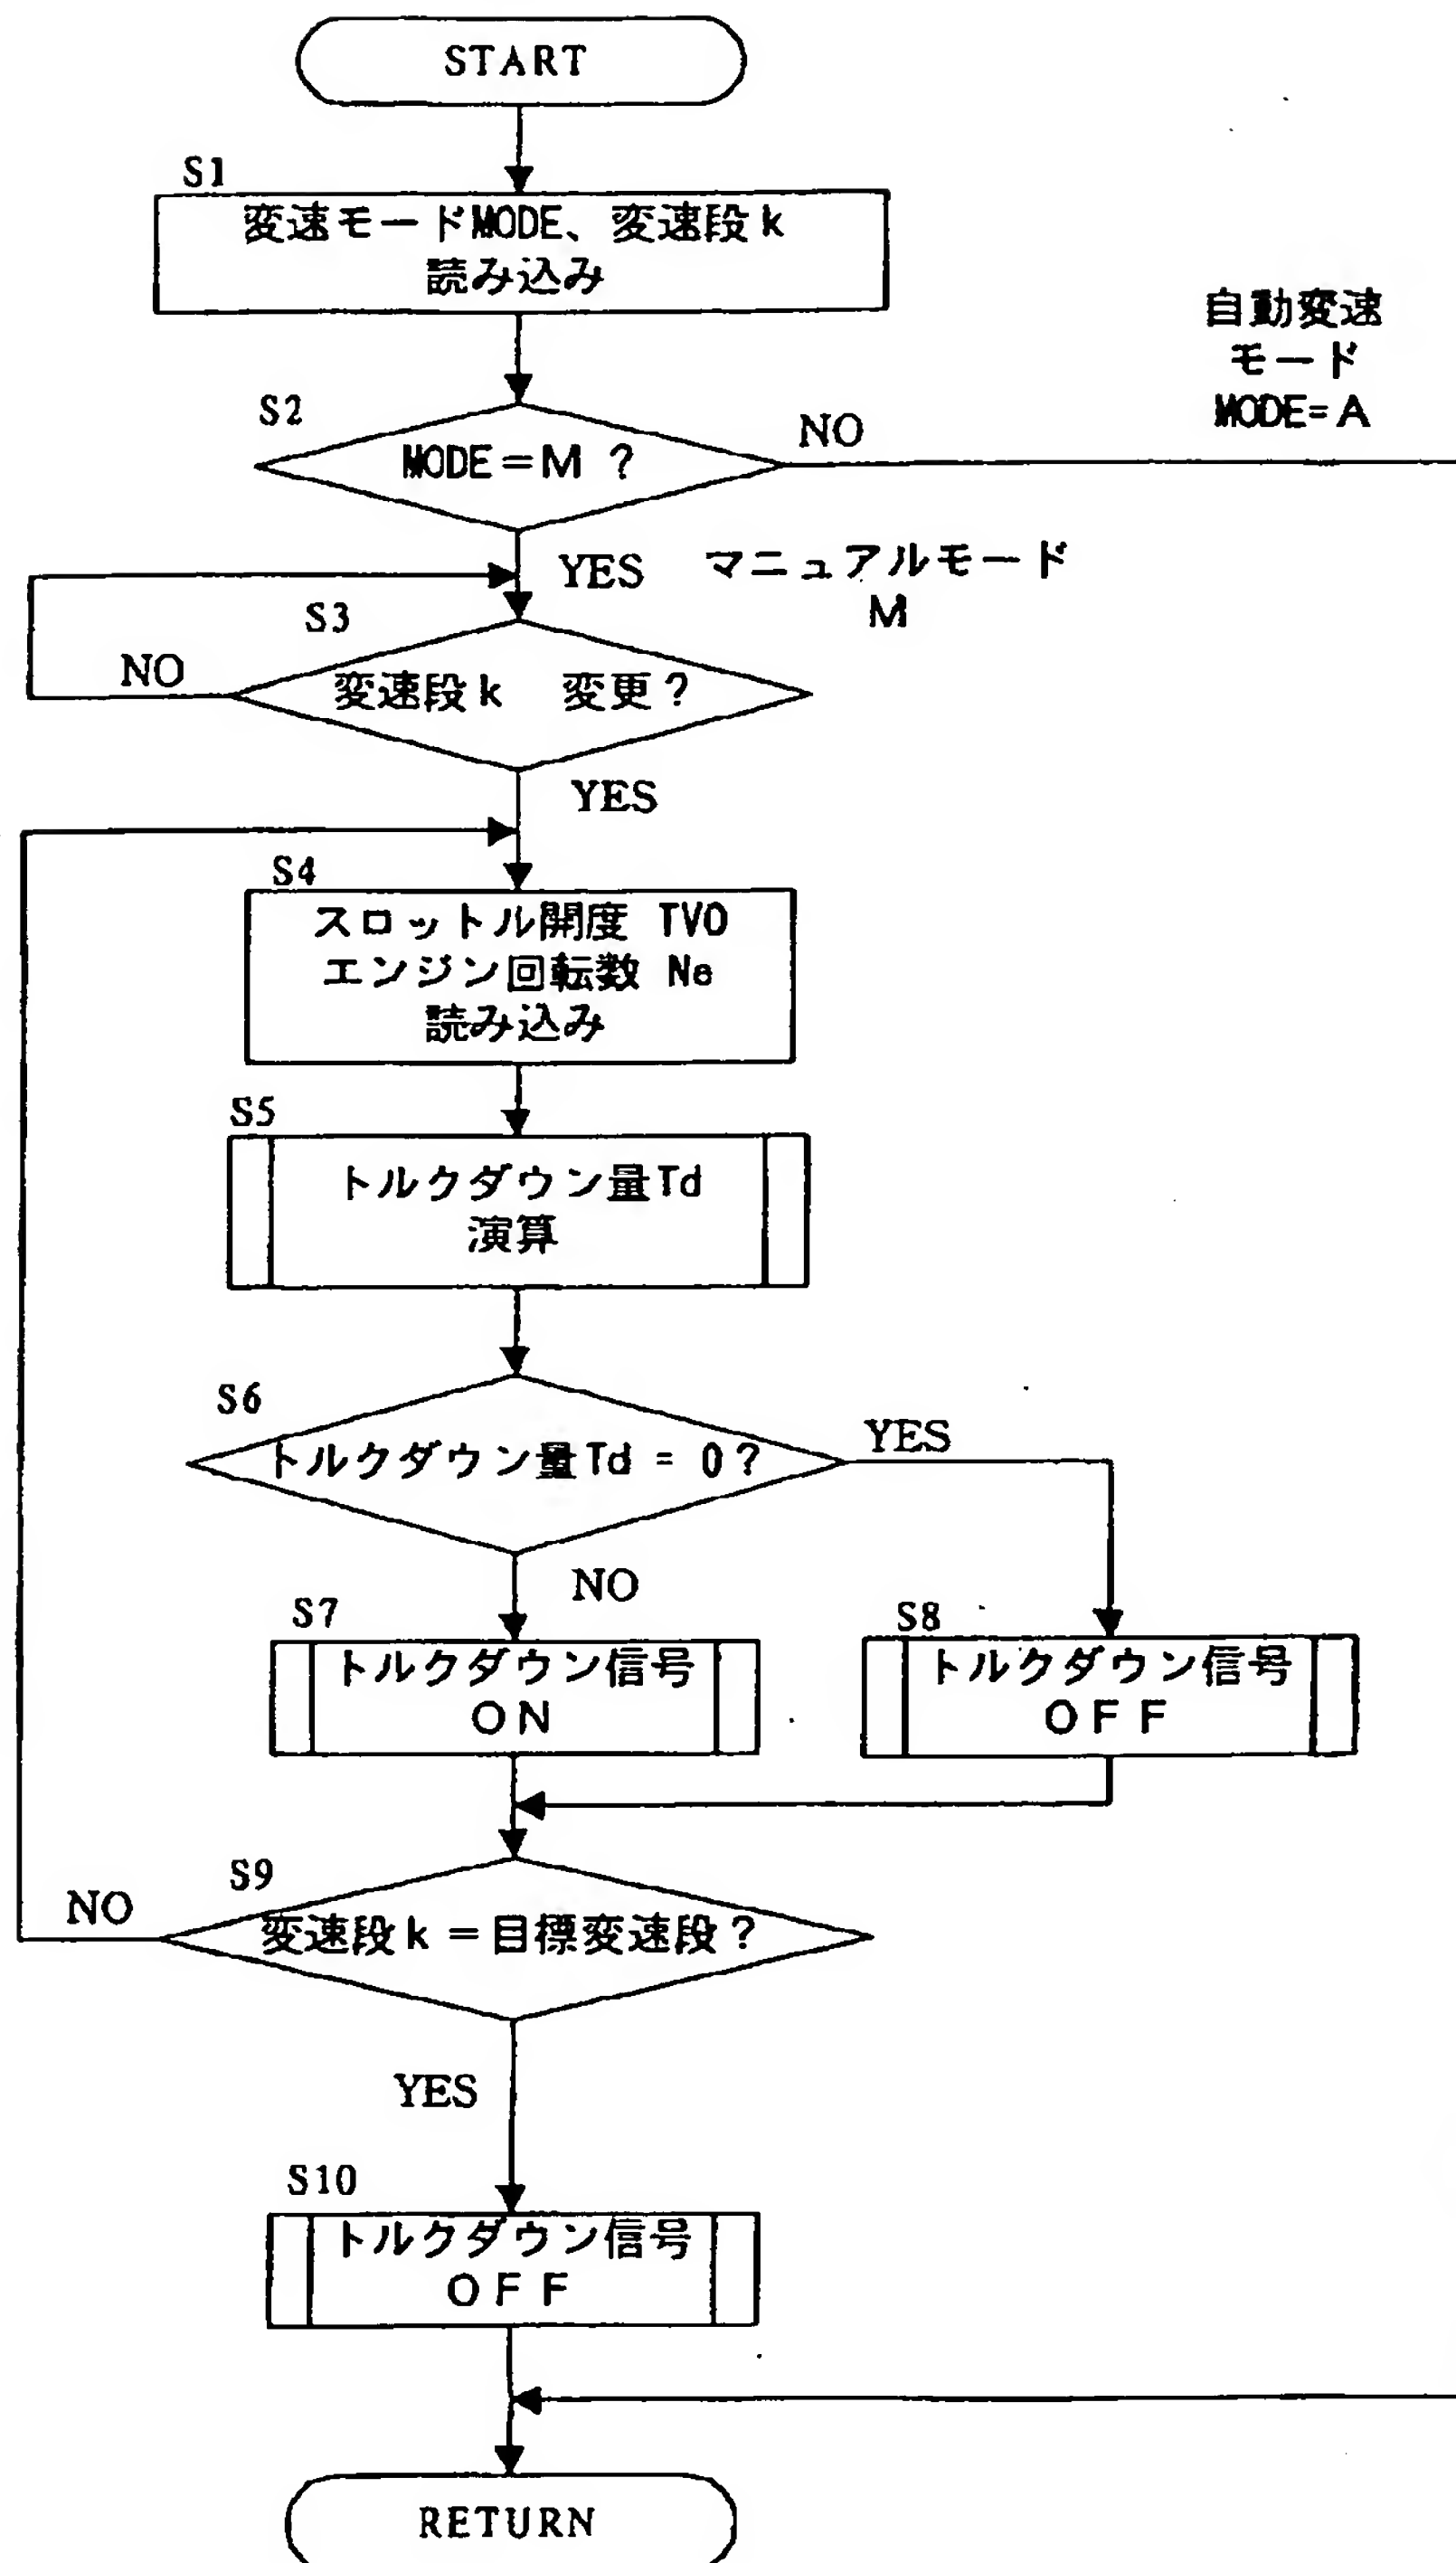 START
S1
変速モードMODE、変速段k
読み込み
自動変速
モード
MODE=A
S2
MODE=M ?
NO
YES
マニュアルモード
M
S3
NO
変速段k 変更?
YES
S4
スロットル開度 TVO
エンジン回転数 Ne
読み込み
S5
トルクダウン量Td
演算
S6
トルクダウン量Td = 0?
YES
NO
S7
トルクダウン信号
ON
S8
トルクダウン信号
OFF
S9
NO
変速段k=目標変速段?
YES
S10
トルクダウン信号
OFF
RETURN